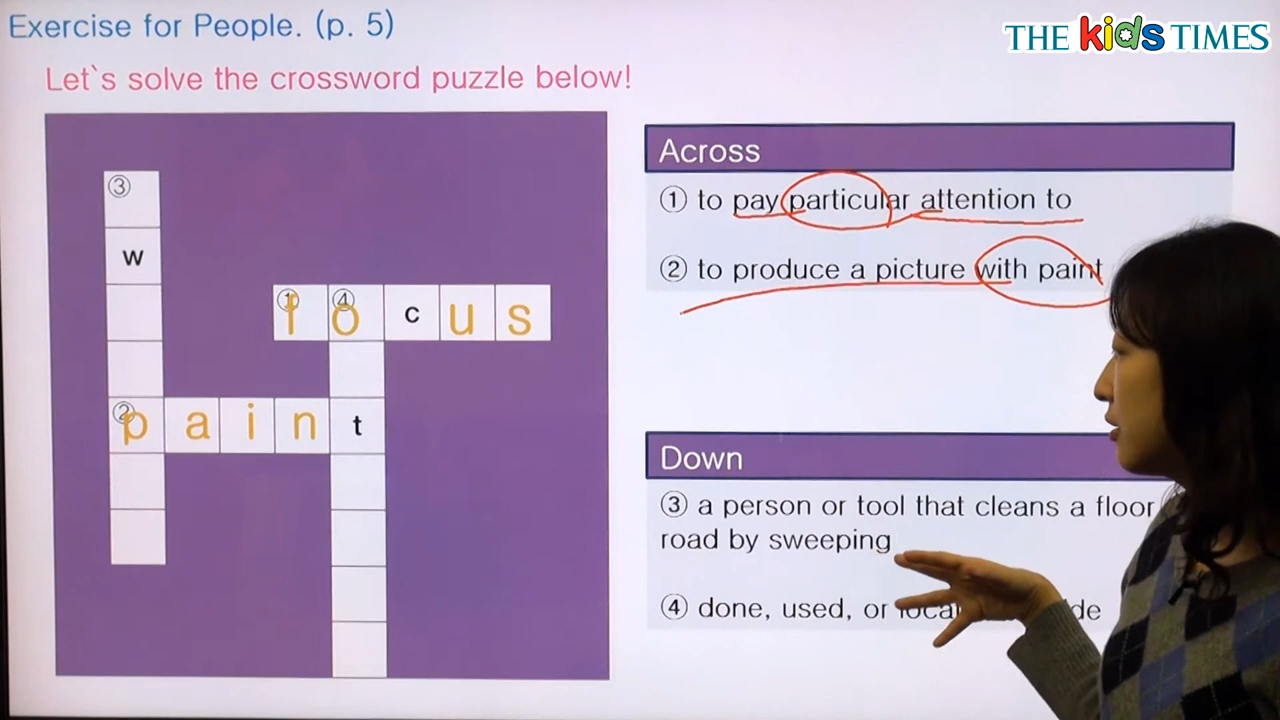 Exercise for People. (p. 5)
THE kids TIMES
Let`s solve the crossword puzzle below!
③
w
① f ④ o c u s
② p a i n t
Across
① to pay particular attention to
② to produce a picture with paint
Down
③ a person or tool that cleans a floor
road by sweeping
④ done, used, or